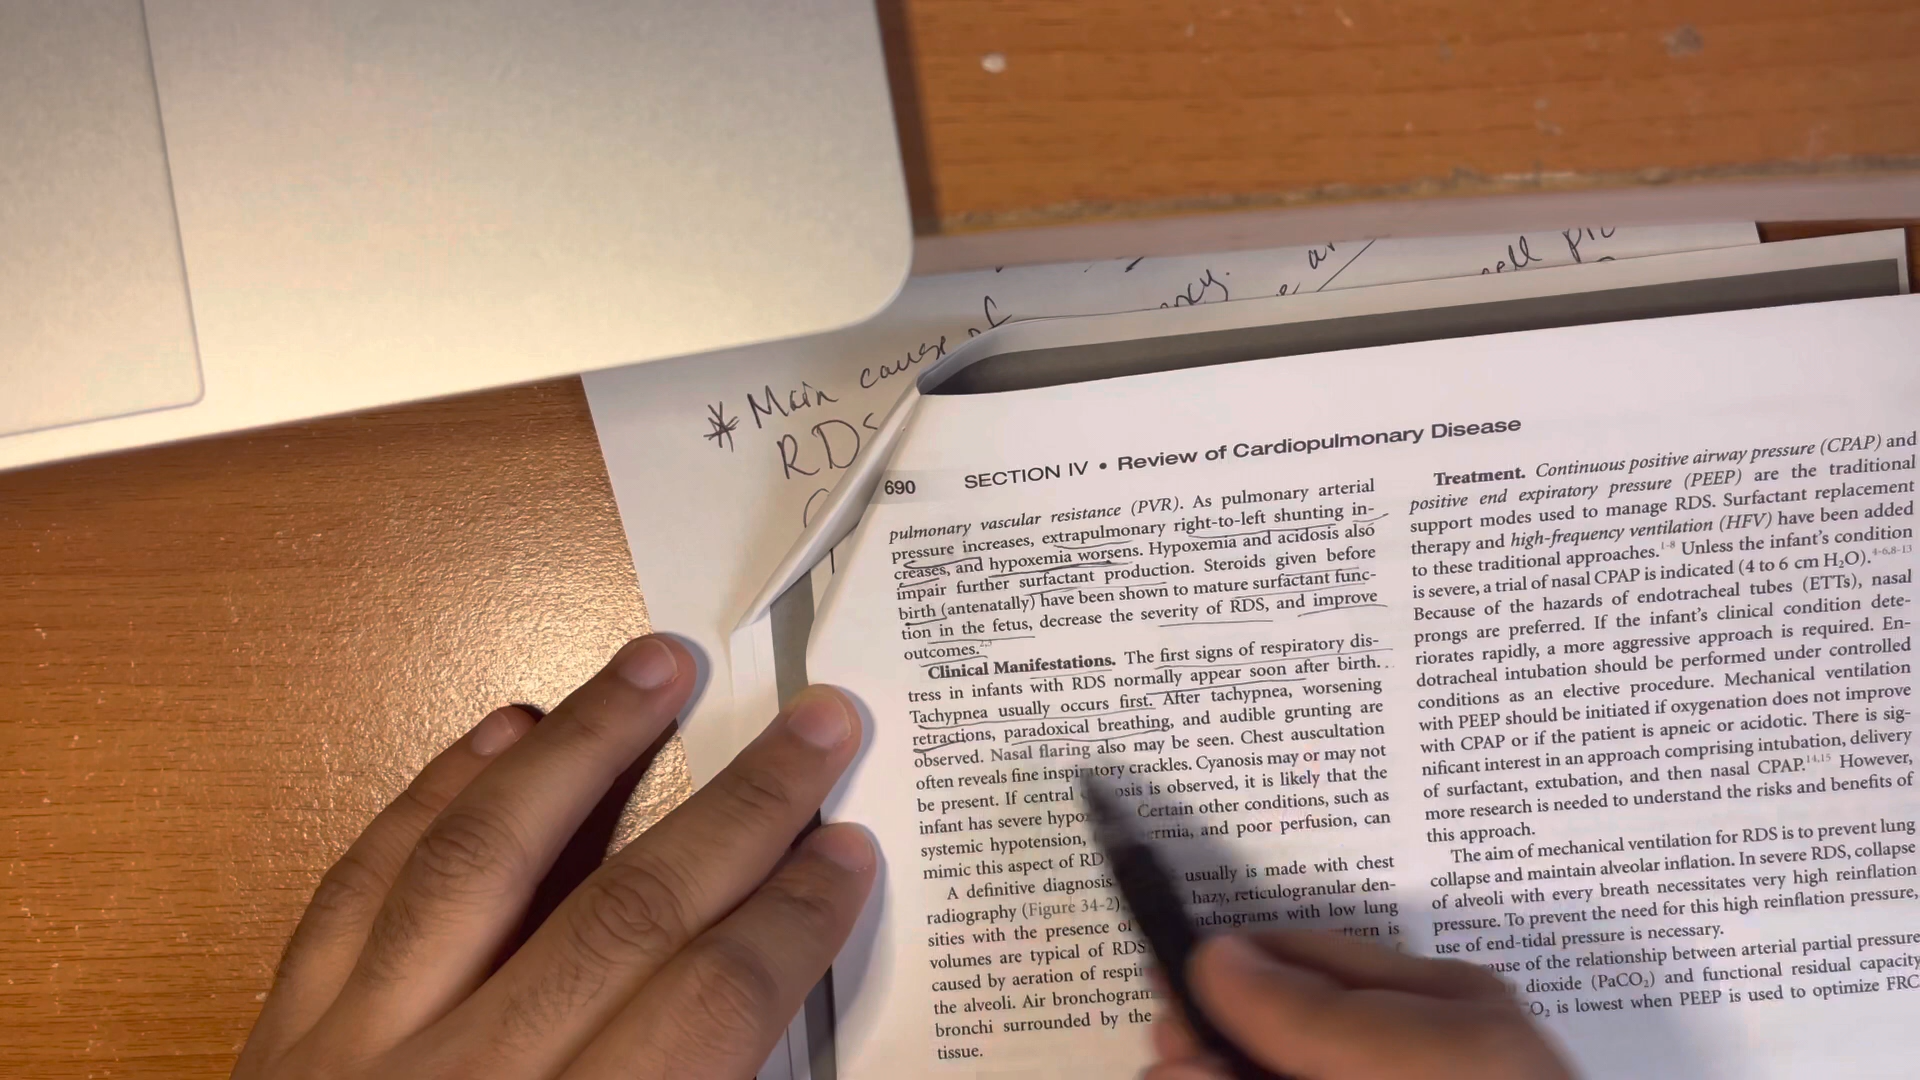 * Main cause of
RDS
690 SECTION IV • Review of Cardiopulmonary Disease
pulmonary vascular resistance (PVR). As pulmonary arterial
pressure increases, extrapulmonary right-to-left shunting in-
creases, and hypoxemia worsens. Hypoxemia and acidosis also
impair further surfactant production. Steroids given before
birth (antenatally) have been shown to mature surfactant func-
tion in the fetus, decrease the severity of RDS, and improve
outcomes.2,3
Clinical Manifestations. The first signs of respiratory dis-
tress in infants with RDS normally appear soon after birth.
Tachypnea usually occurs first. After tachypnea, worsening
retractions, paradoxical breathing, and audible grunting are
observed. Nasal flaring also may be seen. Chest auscultation
often reveals fine inspiratory crackles. Cyanosis may or may not
be present. If central is observed, it is likely that the
infant has severe Certain other conditions, such as
systemic hypotension, and poor perfusion, can
mimic this aspect of
A definitive diagnosis usually is made with chest
radiography (Figure 34-2). hazy, reticulogranular den-
sities with the presence of with low lung
volumes are typical of RDS is
caused by aeration of
the alveoli. Air
bronchi surrounded by the
tissue.
Treatment. Continuous positive airway pressure (CPAP) and
positive end expiratory pressure (PEEP) are the traditional
support modes used to manage RDS. Surfactant replacement
therapy and high-frequency ventilation (HFV) have been added
to these traditional approaches.1-8 Unless the infant's condition
is severe, a trial of nasal CPAP is indicated (4 to 6 cm H₂O).4-6,8-13
Because of the hazards of endotracheal tubes (ETTs), nasal
prongs are preferred. If the infant's clinical condition dete-
riorates rapidly, a more aggressive approach is required. En-
dotracheal intubation should be performed under controlled
conditions as an elective procedure. Mechanical ventilation
with PEEP should be initiated if oxygenation does not improve
with CPAP or if the patient is apneic or acidotic. There is sig-
nificant interest in an approach comprising intubation, delivery
of surfactant, extubation, and then nasal CPAP.14,15 However,
more research is needed to understand the risks and benefits of
this approach.
The aim of mechanical ventilation for RDS is to prevent lung
collapse and maintain alveolar inflation. In severe RDS, collapse
of alveoli with every breath necessitates very high reinflation
pressure. To prevent the need for this high reinflation pressure,
use of end-tidal pressure is necessary.
of the relationship between arterial partial pressure
dioxide (PaCO₂) and functional residual capacity
is lowest when PEEP is used to optimize FRC